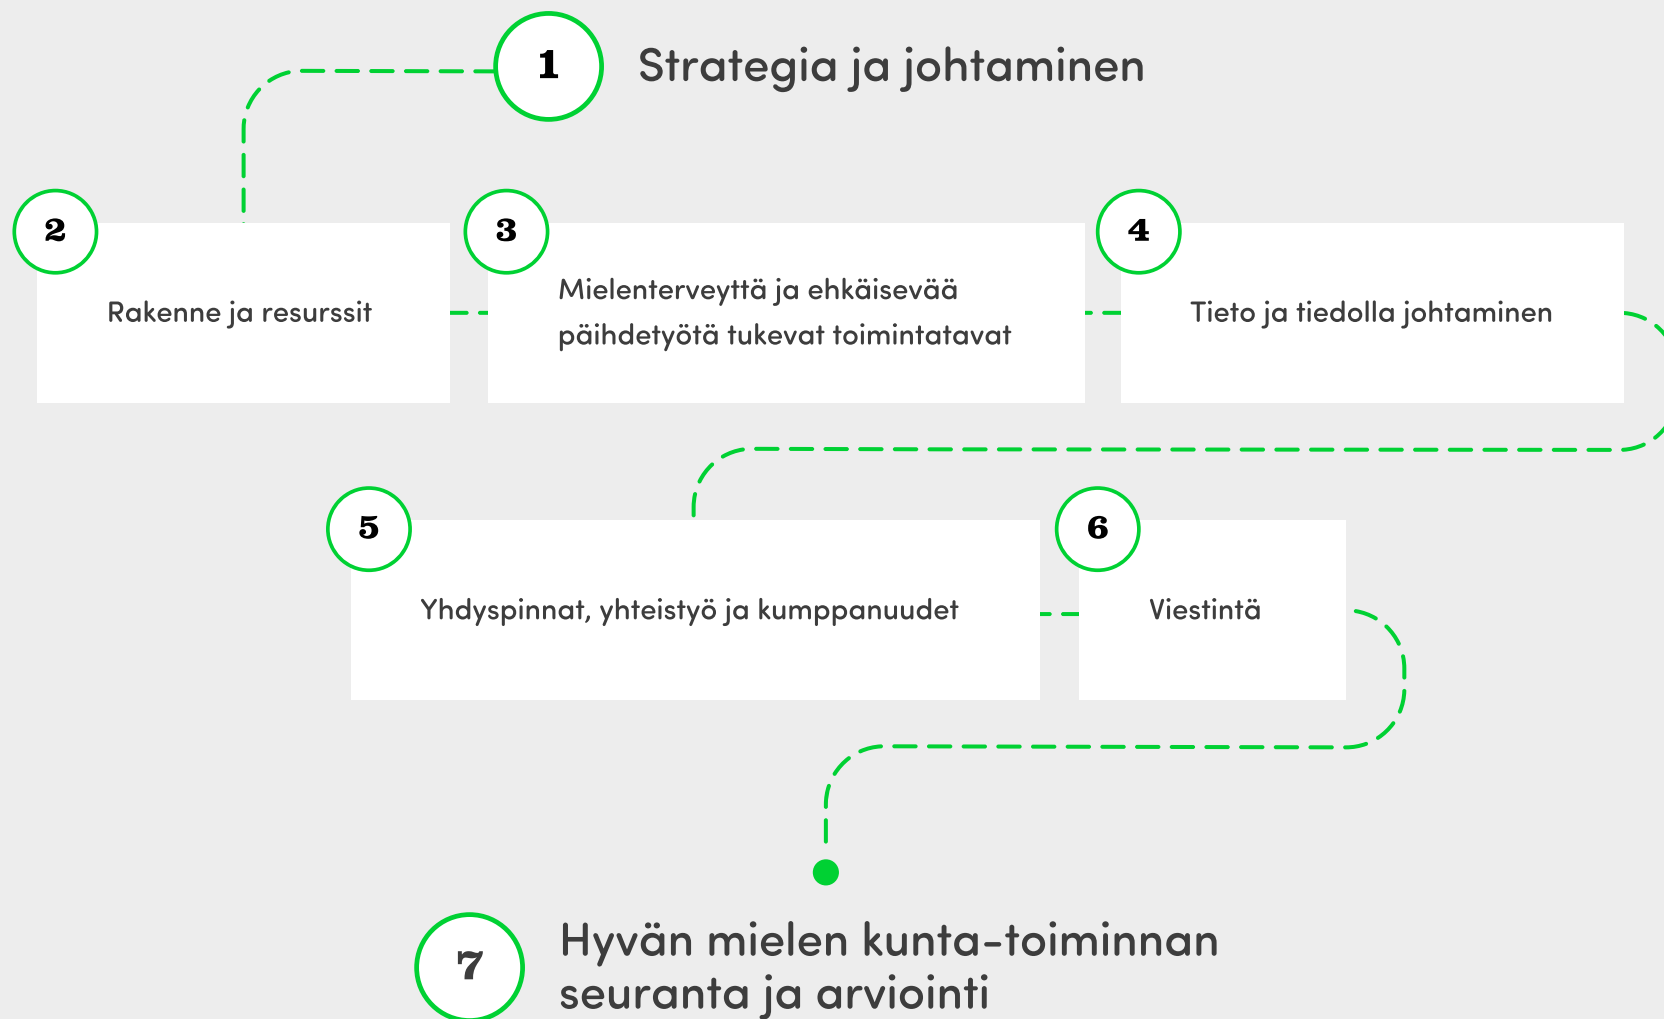 1
Strategia ja johtaminen
2
Rakenne ja resurssit
3
Mielenterveyttä ja ehkäisevää
päihdetyötä tukevat toimintatavat
4
Tieto ja tiedolla johtaminen
5
Yhdyspinnat, yhteistyö ja kumppanuudet
6
Viestintä
7
Hyvän mielen kunta-toiminnan
seuranta ja arviointi